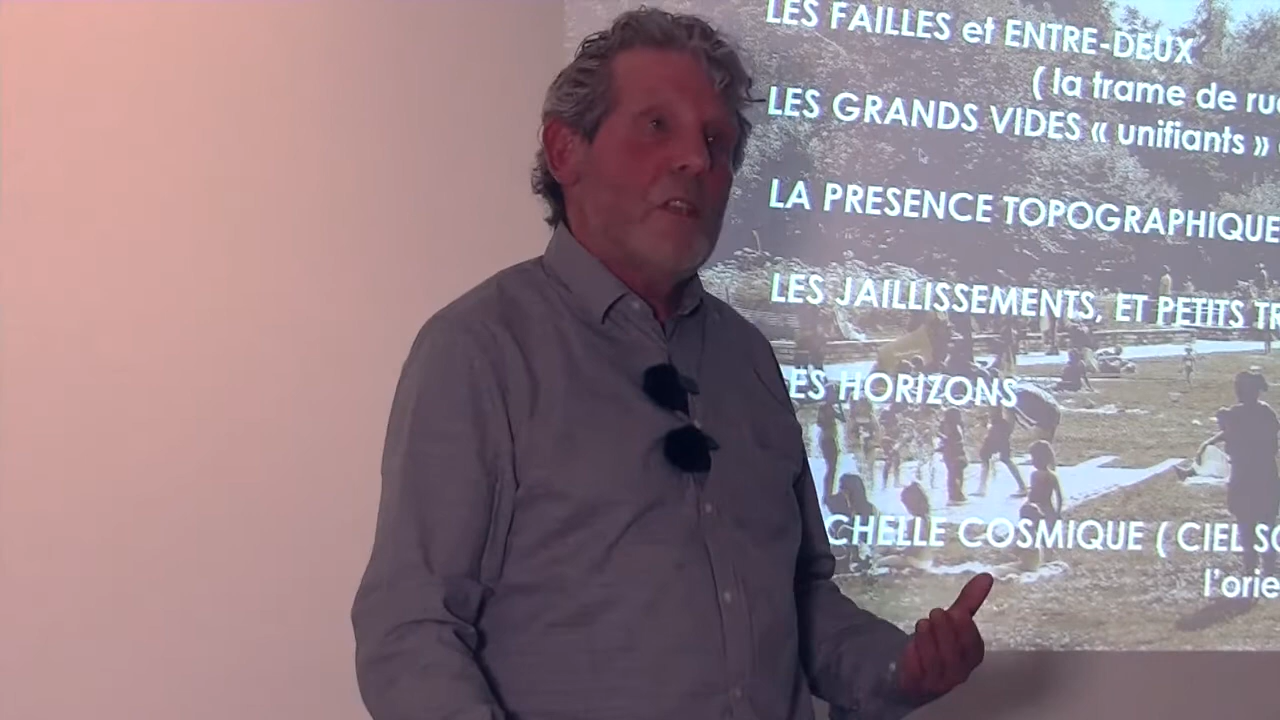 LES FAILLES et ENTRE-DEUX
( la trame de
LES GRANDS VIDES « unifiants »
LA PRESENCE TOPOGRAPHIQUE
LES JAILLISSEMENTS, ET PETITS
ES HORIZONS
CHELLE COSMIQUE ( CIEL